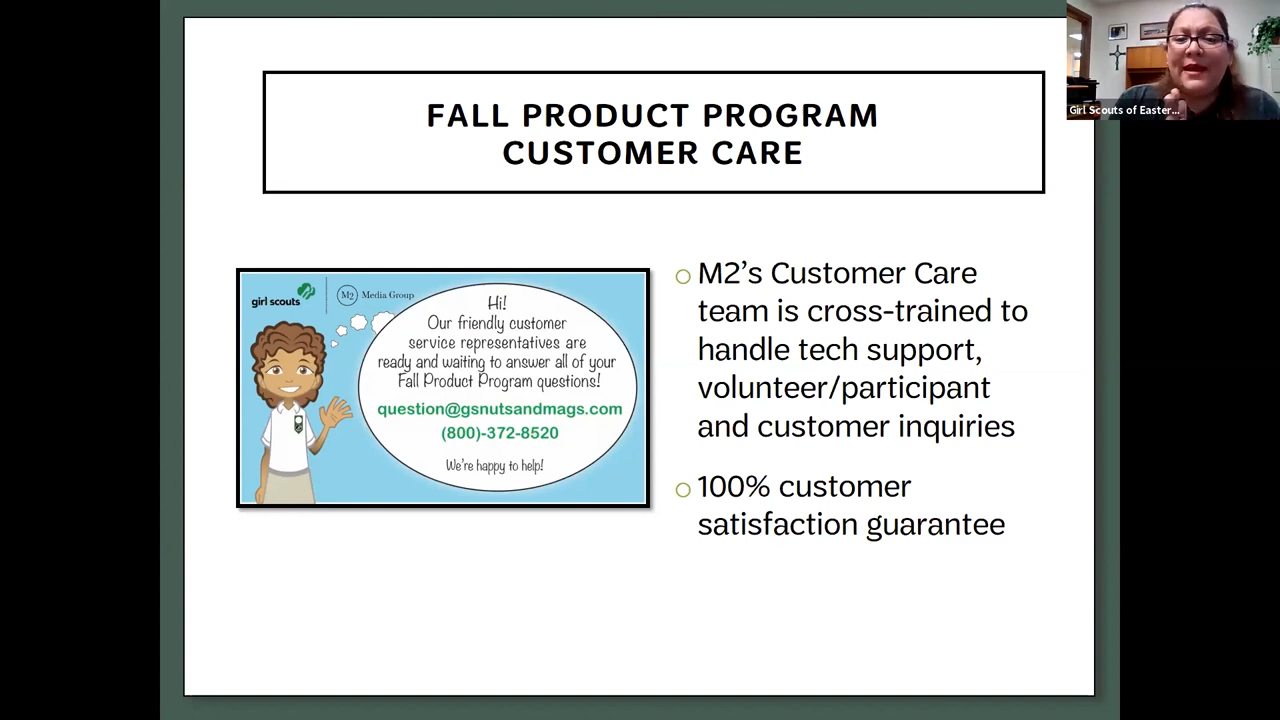 FALL PRODUCT PROGRAM
CUSTOMER CARE
Girl Scouts of Easter...
girl scouts
M2 Media Group
Hi!
Our friendly customer
service representatives are
ready and waiting to answer all of your
Fall Product Program questions!
question@gsnutsandmags.com
(800)-372-8520
We're happy to help!
M2's Customer Care
team is cross-trained to
handle tech support,
volunteer/participant
and customer inquiries
100% customer
satisfaction guarantee